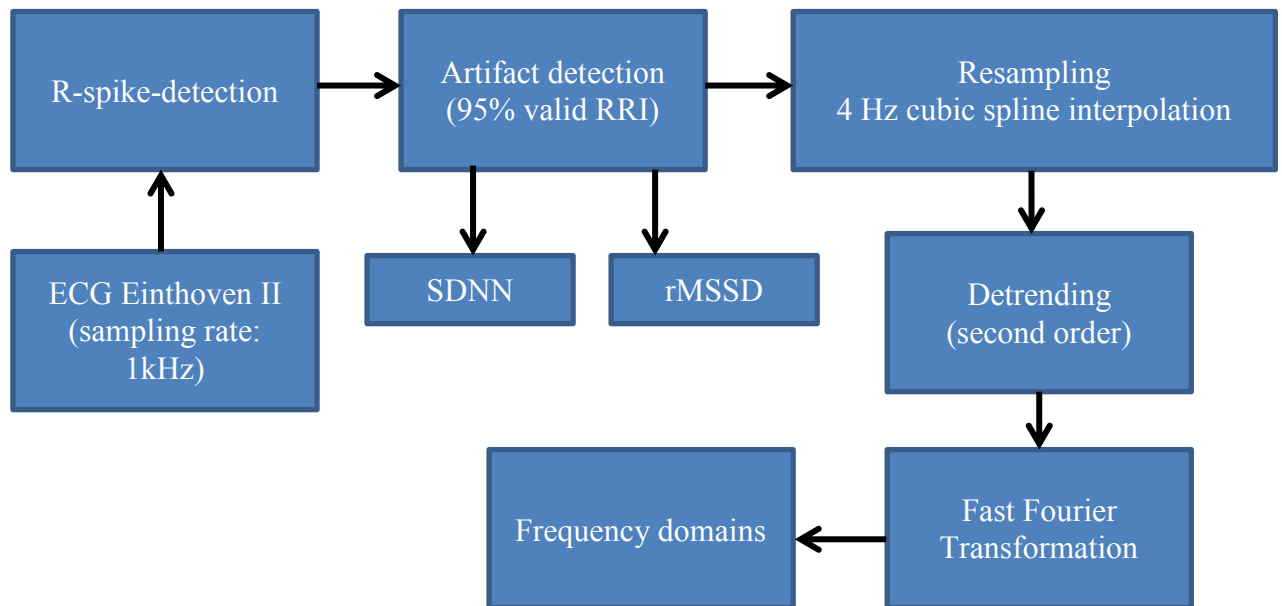 R-spike-detection
Artifact detection
(95% valid RRI)
Resampling
4 Hz cubic spline interpolation
ECG Einthoven II
(sampling rate:
1kHz)
SDNN
rMSSD
Detrending
(second order)
Fast Fourier
Transformation
Frequency domains